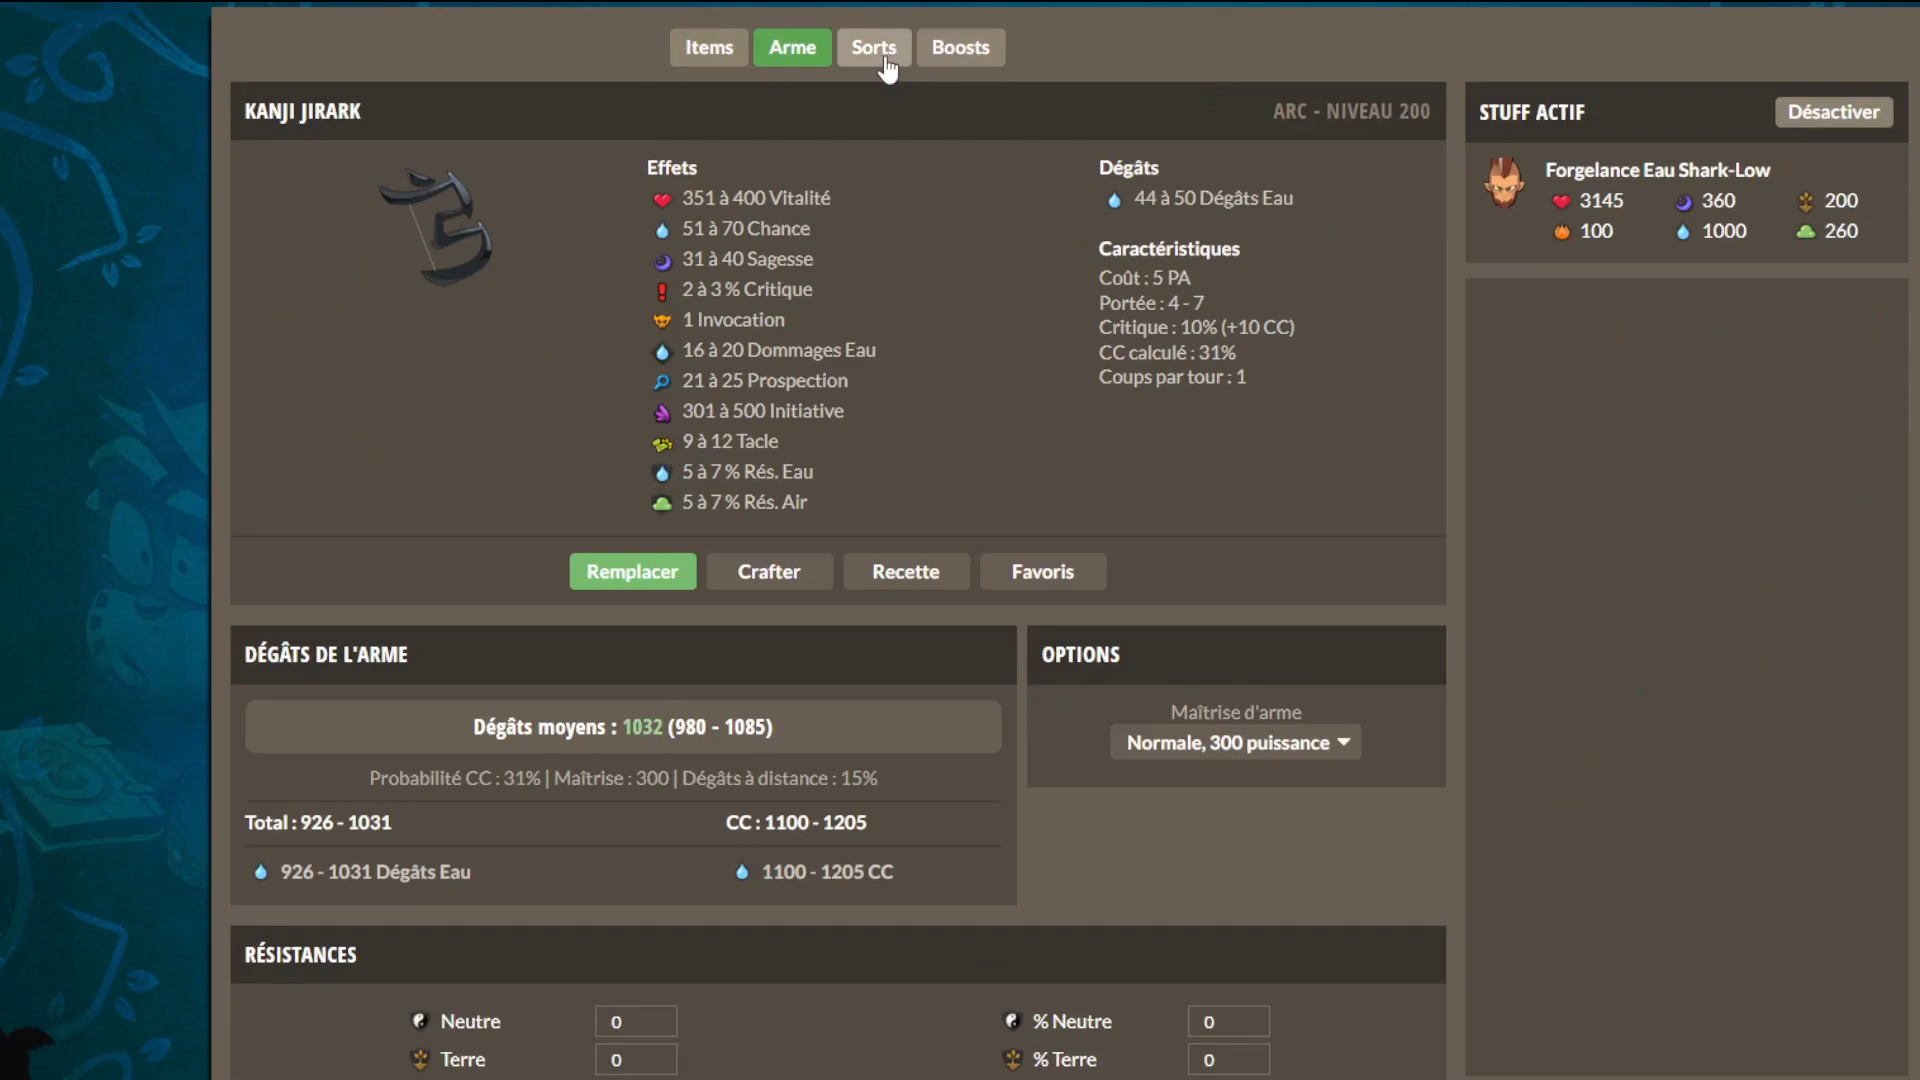 Items Arme Sorts Boosts
KANJI JIRARK ARC - NIVEAU 200
Effets
351 à 400 Vitalité
51 à 70 Chance
31 à 40 Sagesse
2 à 3 % Critique
1 Invocation
16 à 20 Dommages Eau
21 à 25 Prospection
301 à 500 Initiative
9 à 12 Tacle
5 à 7 % Rés. Eau
5 à 7 % Rés. Air
Dégâts
44 à 50 Dégâts Eau
Caractéristiques
Coût : 5 PA
Portée : 4 - 7
Critique : 10% (+10 CC)
CC calculé : 31%
Coups par tour : 1
Remplacer Crafter Recette Favoris
STUFF ACTIF Désactiver
Forgelance Eau Shark-Low
3145 360 200
100 1000 260
DÉGÂTS DE L'ARME
Dégâts moyens : 1032 (980 - 1085)
Probabilité CC : 31% | Maîtrise : 300 | Dégâts à distance : 15%
Total : 926 - 1031 CC : 1100 - 1205
926 - 1031 Dégâts Eau 1100 - 1205 CC
OPTIONS
Maîtrise d'arme
Normale, 300 puissance
RÉSISTANCES
Neutre 0 % Neutre 0
Terre 0 % Terre 0